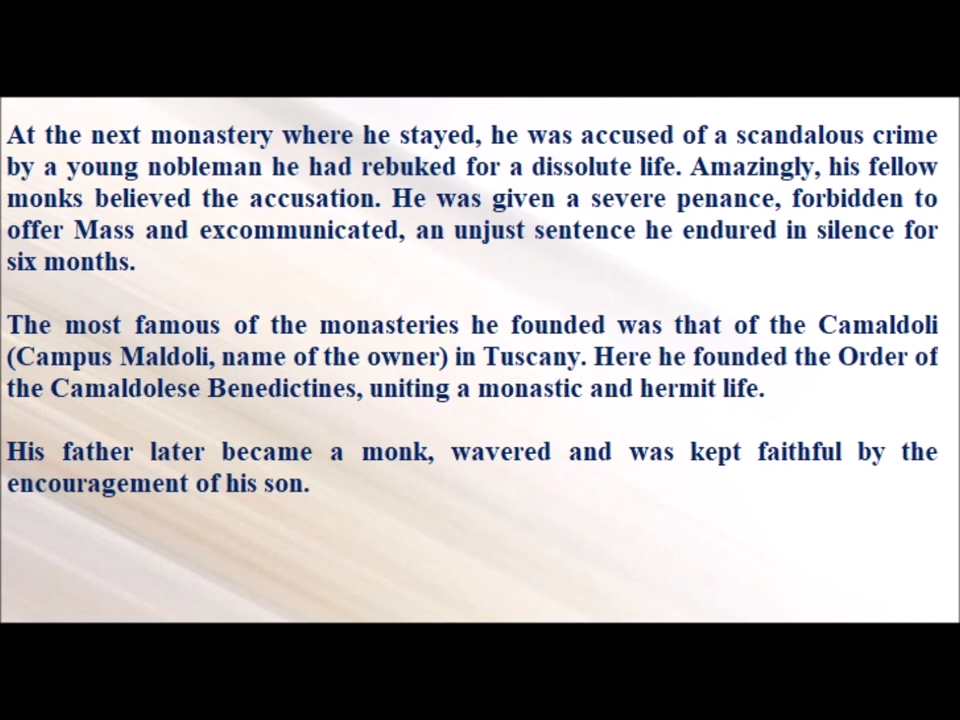 At the next monastery where he stayed, he was accused of a scandalous crime
by a young nobleman he had rebuked for a dissolute life. Amazingly, his fellow
monks believed the accusation. He was given a severe penance, forbidden to
offer Mass and excommunicated, an unjust sentence he endured in silence for
six months.
The most famous of the monasteries he founded was that of the Camaldoli
(Campus Maldoli, name of the owner) in Tuscany. Here he founded the Order of
the Camaldolese Benedictines, uniting a monastic and hermit life.
His father later became a monk, wavered and was kept faithful by the
encouragement of his son.